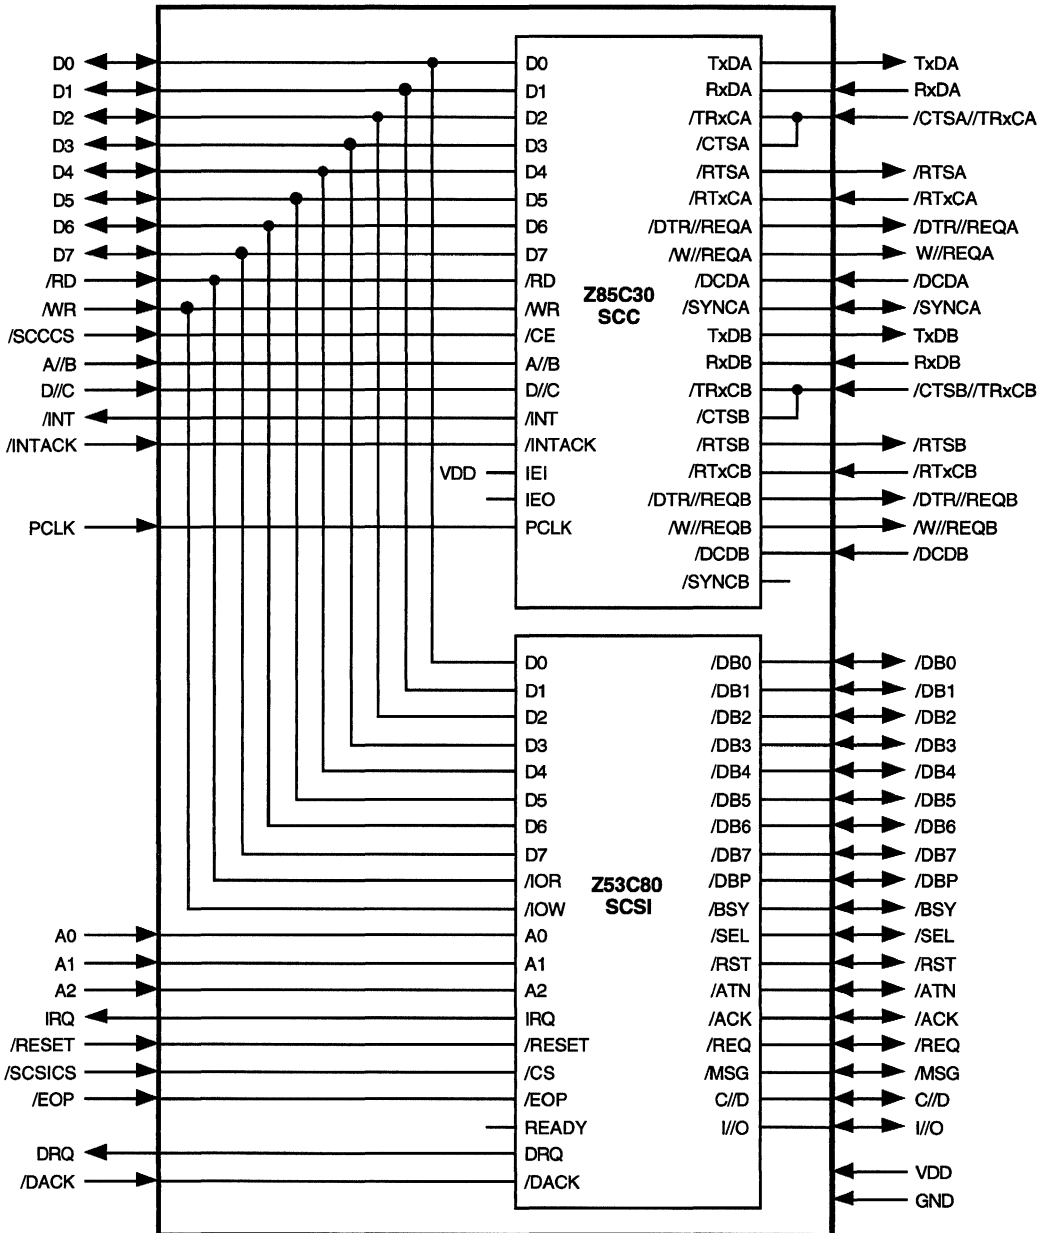 D0 D0 TxDA TxDA
D1 D1 RxDA RxDA
D2 D2 /TRxCA /CTSA//TRxCA
D3 D3 /CTSA
D4 D4 /RTSA /RTSA
D5 D5 /RTxCA /RTxCA
D6 D6 /DTR//REQA /DTR//REQA
D7 D7 /W//REQA W//REQA
/RD /RD /DCDA /DCDA
Z85C30
SCC
/WR /WR /SYNCA /SYNCA
/SCCCS /CE TxDB TxDB
A//B A//B RxDB RxDB
D//C D//C /TRxCB /CTSB//TRxCB
/INT /INT /CTSB
/INTACK /INTACK /RTSB /RTSB
VDD IEI /RTxCB /RTxCB
IEO /DTR//REQB /DTR//REQB
PCLK PCLK /W//REQB /W//REQB
/DCDB /DCDB
/SYNCB
D0 /DB0 /DB0
D1 /DB1 /DB1
D2 /DB2 /DB2
D3 /DB3 /DB3
D4 /DB4 /DB4
D5 /DB5 /DB5
D6 /DB6 /DB6
D7 /DB7 /DB7
/IOR /DBP /DBP
Z53C80
SCSI
/IOW /BSY /BSY
A0 A0 /SEL /SEL
A1 A1 /RST /RST
A2 A2 /ATN /ATN
IRQ IRQ /ACK /ACK
/RESET /RESET /REQ /REQ
/SCSICS /CS /MSG /MSG
/EOP /EOP C//D C//D
READY I//O I//O
DRQ DRQ
VDD
/DACK /DACK
GND